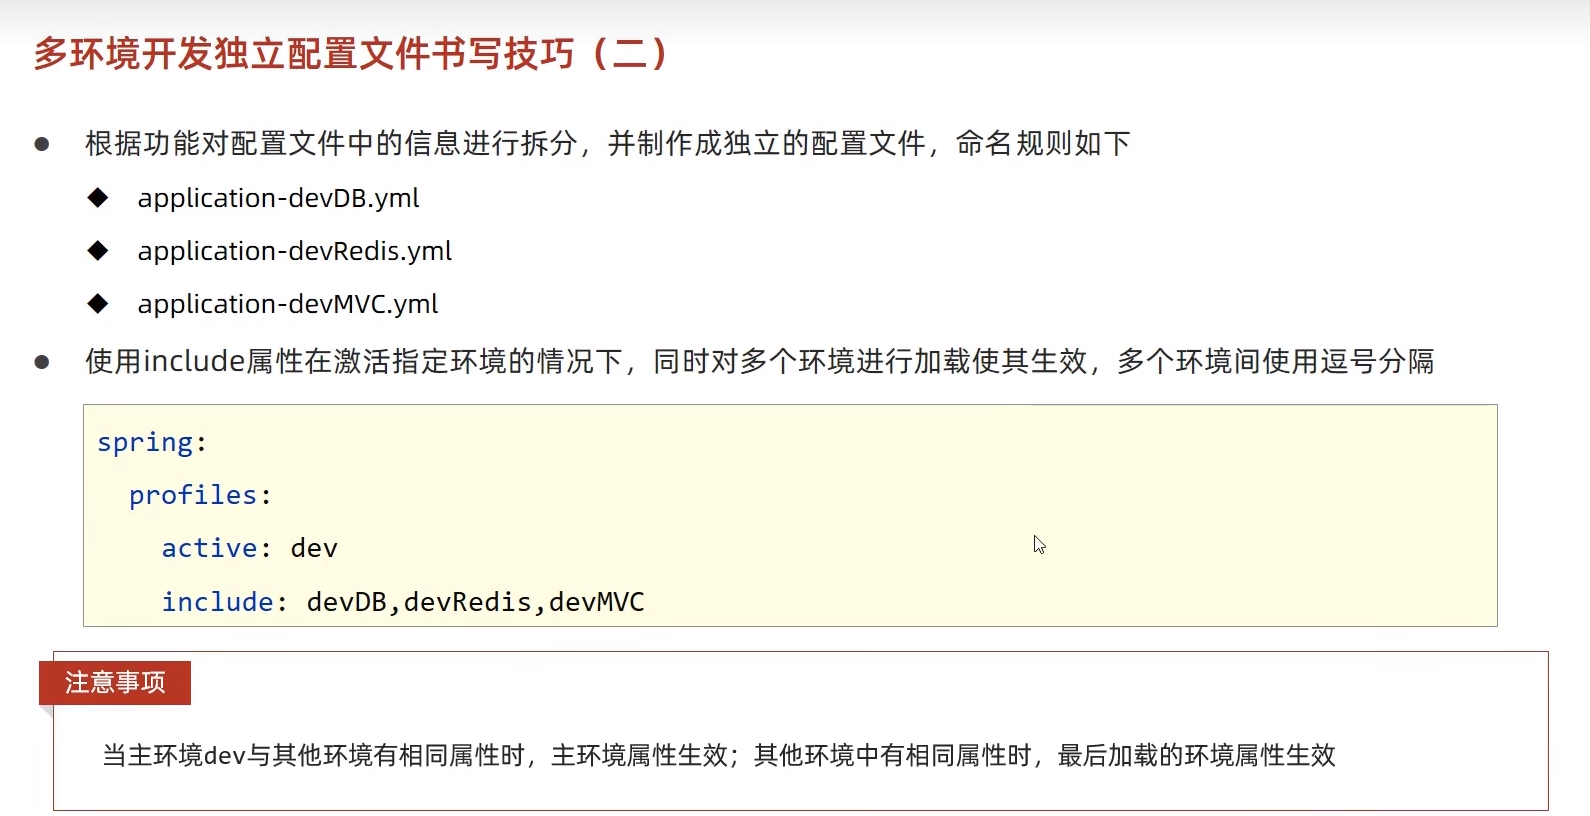 多环境开发独立配置文件书写技巧（二）
根据功能对配置文件中的信息进行拆分，并制作成独立的配置文件，命名规则如下
application-devDB.yml
application-devRedis.yml
application-devMVC.yml
使用include属性在激活指定环境的情况下，同时对多个环境进行加载使其生效，多个环境间使用逗号分隔
spring:
  profiles:
    active: dev
    include: devDB,devRedis,devMVC
注意事项
当主环境dev与其他环境有相同属性时，主环境属性生效；其他环境中有相同属性时，最后加载的环境属性生效